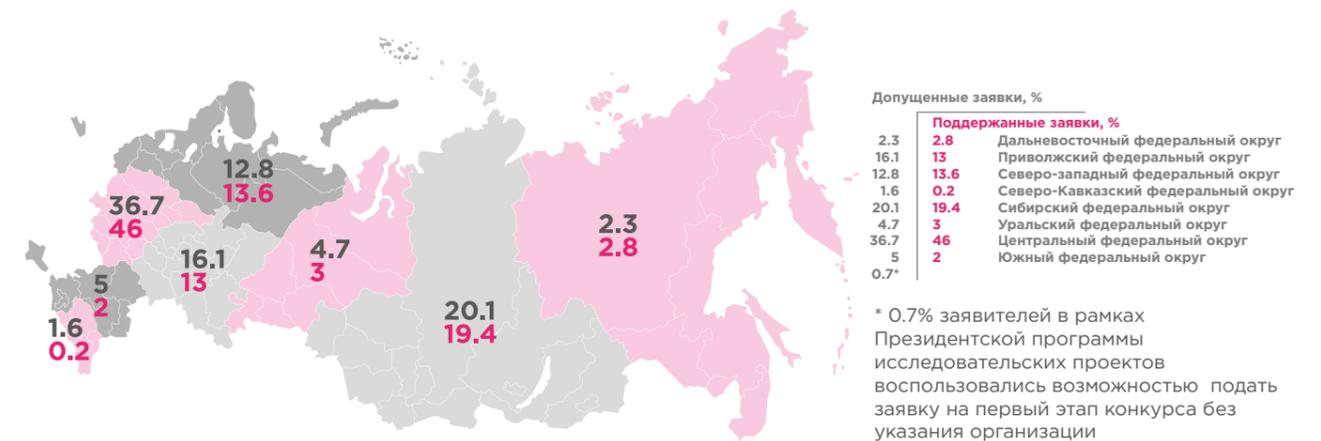 12.8
13.6
36.7
46
16.1
13
4.7
3
2.3
2.8
5
2
1.6
0.2
20.1
19.4
Допущенные заявки, %
Поддержанные заявки, %
2.3 2.8 Дальневосточный федеральный округ
16.1 13 Приволжский федеральный округ
12.8 13.6 Северо-западный федеральный округ
1.6 0.2 Северо-Кавказский федеральный округ
20.1 19.4 Сибирский федеральный округ
4.7 3 Уральский федеральный округ
36.7 46 Центральный федеральный округ
5 2 Южный федеральный округ
0.7*
* 0.7% заявителей в рамках
Президентской программы
исследовательских проектов
воспользовались возможностью подать
заявку на первый этап конкурса без
указания организации